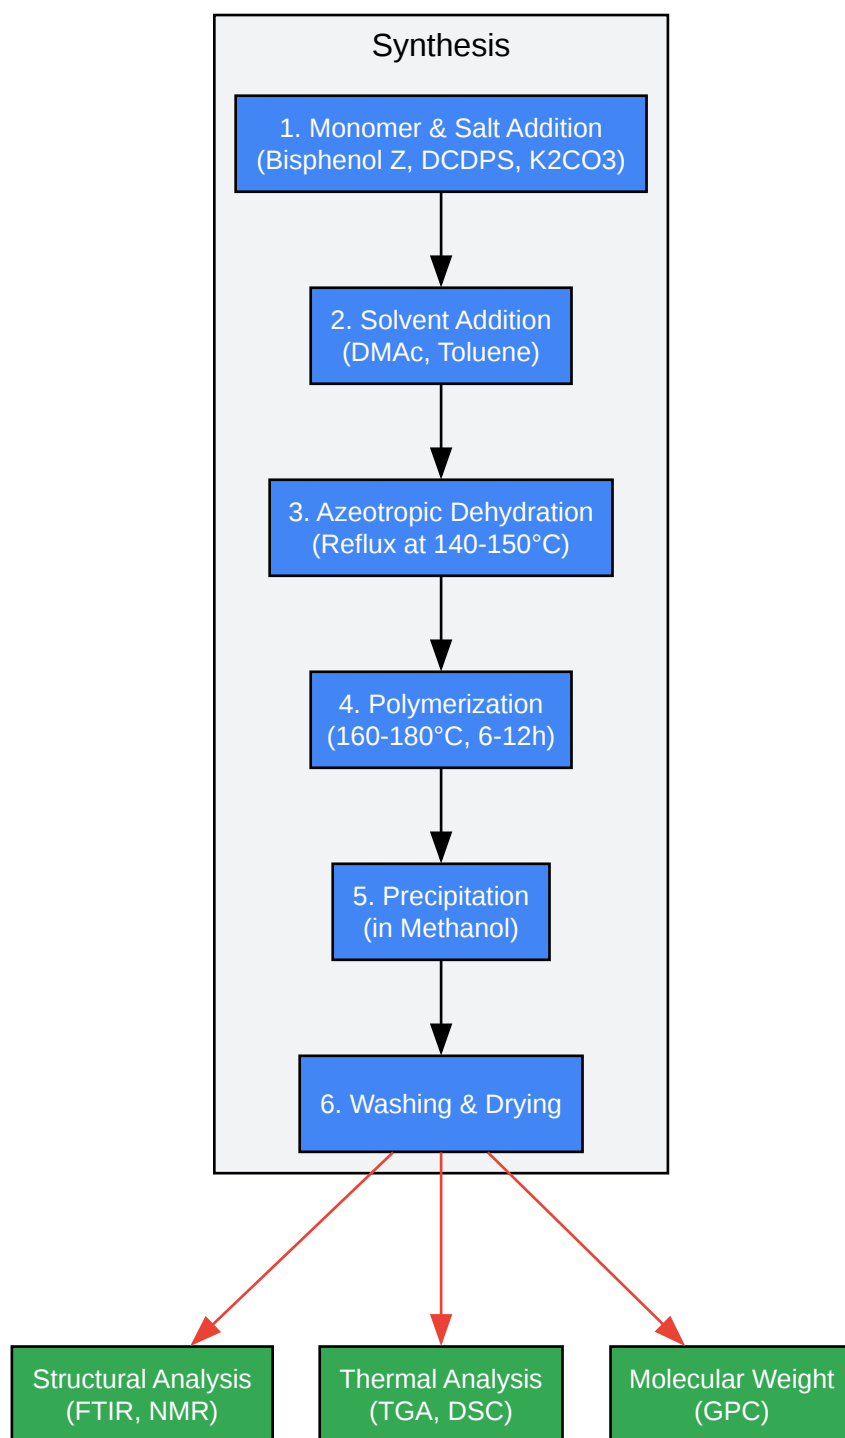 Synthesis
1. Monomer & Salt Addition
(Bisphenol Z, DCDPS, K2CO3)
2. Solvent Addition
(DMAc, Toluene)
3. Azeotropic Dehydration
(Reflux at 140-150°C)
4. Polymerization
(160-180°C, 6-12h)
5. Precipitation
(in Methanol)
6. Washing & Drying
Structural Analysis
(FTIR, NMR)
Thermal Analysis
(TGA, DSC)
Molecular Weight
(GPC)